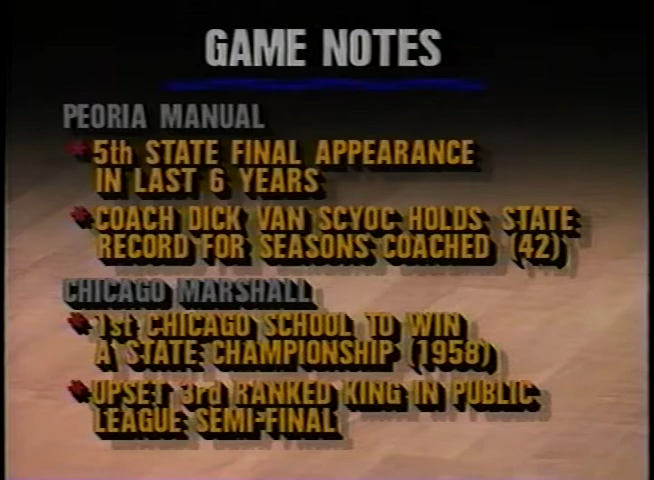 GAME NOTES
PEORIA MANUAL
* 5th STATE FINAL APPEARANCE
IN LAST 6 YEARS
* COACH DICK VAN SCYOC HOLDS STATE
RECORD FOR SEASONS COACHED (42)
CHICAGO MARSHALL
* 1st CHICAGO SCHOOL TO WIN
A STATE CHAMPIONSHIP (1958)
* UPSET 3rd RANKED KING IN PUBLIC
LEAGUE SEMI-FINAL